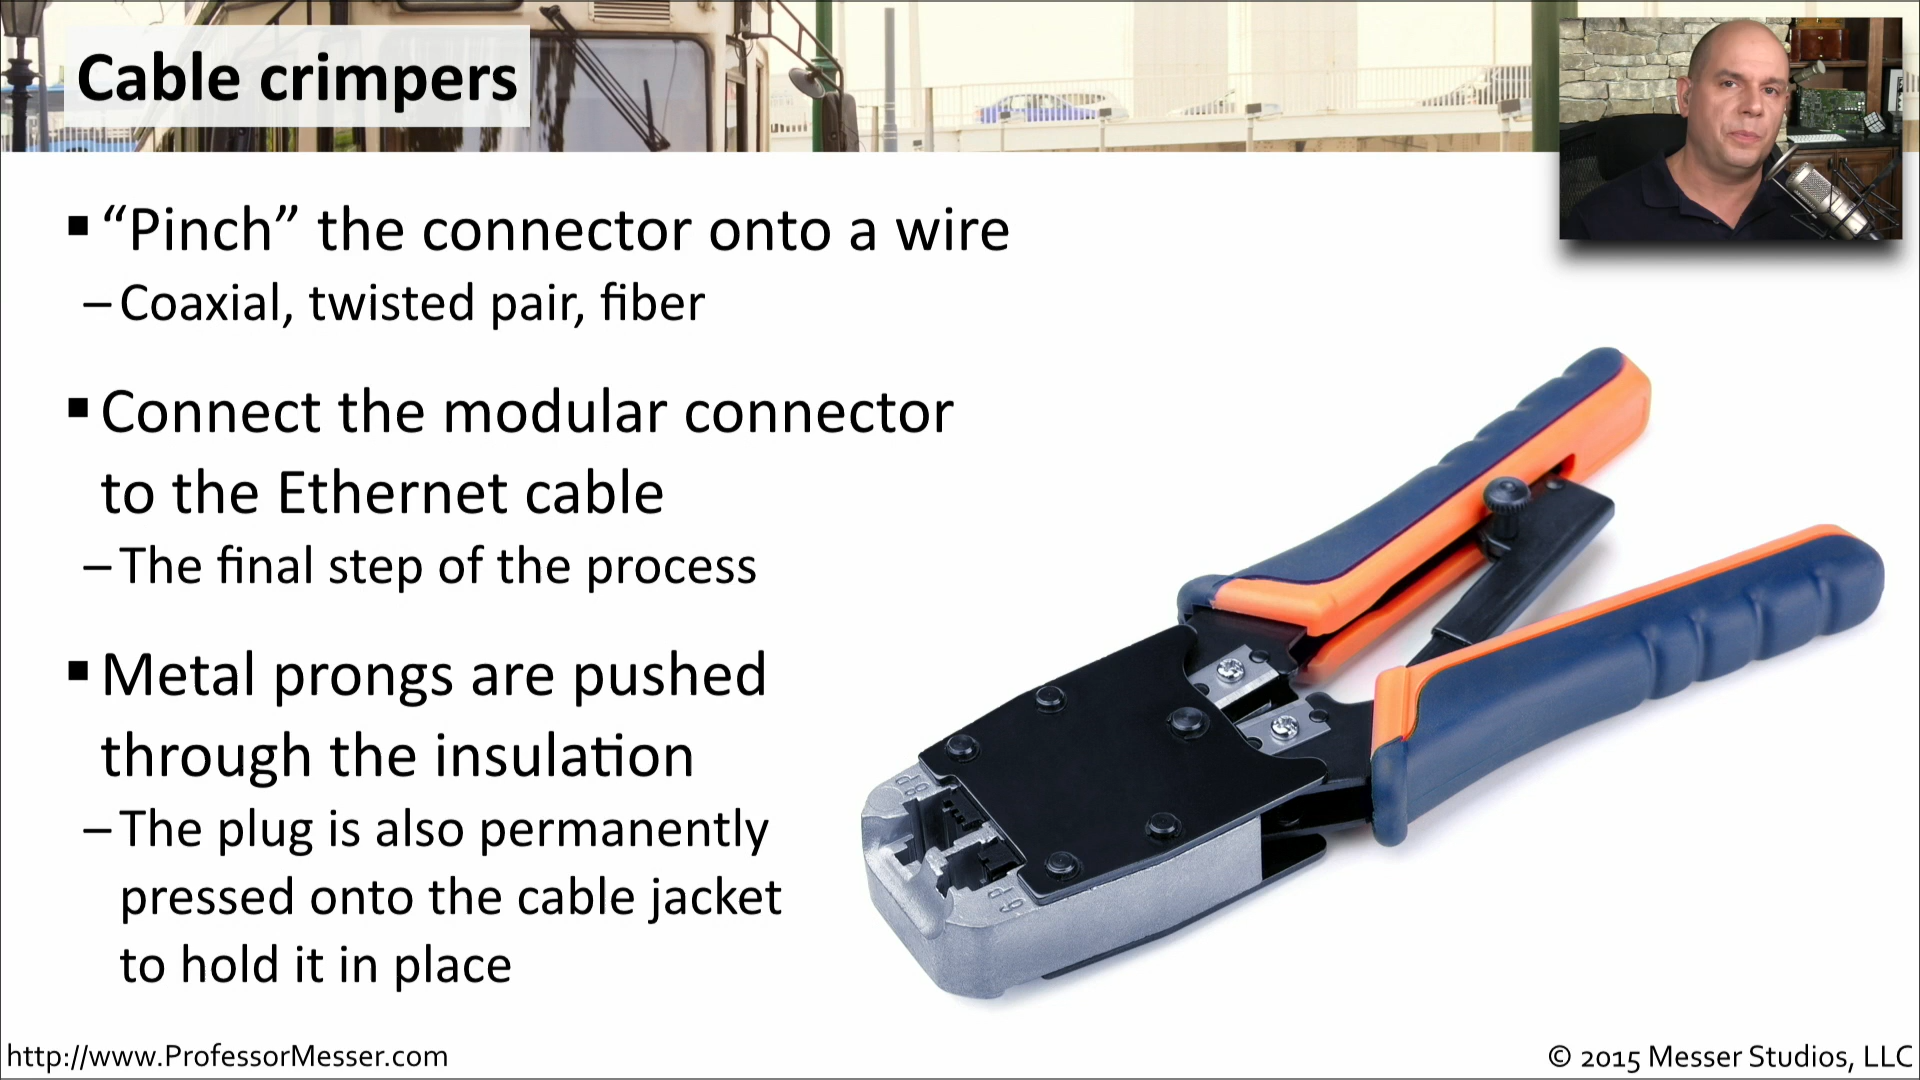 Cable crimpers
▪ “Pinch” the connector onto a wire
– Coaxial, twisted pair, fiber
▪ Connect the modular connector
to the Ethernet cable
– The final step of the process
▪ Metal prongs are pushed
through the insulation
– The plug is also permanently
pressed onto the cable jacket
to hold it in place
8P
6P
http://www.ProfessorMesser.com
© 2015 Messer Studios, LLC